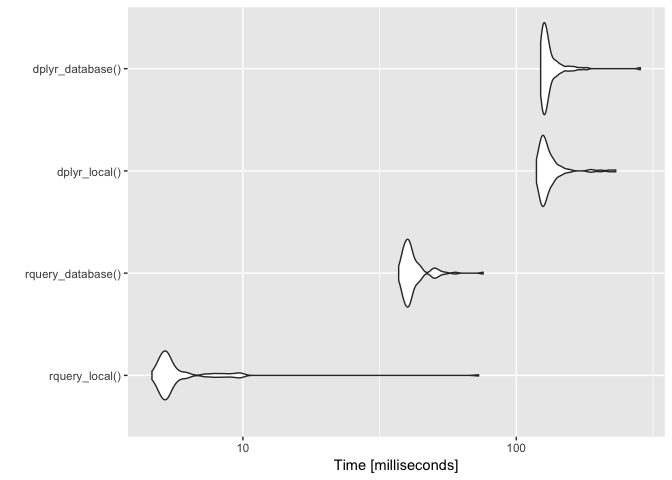 dplyr_database()
dplyr_local()
rquery_database()
rquery_local()
10 100
Time [milliseconds]